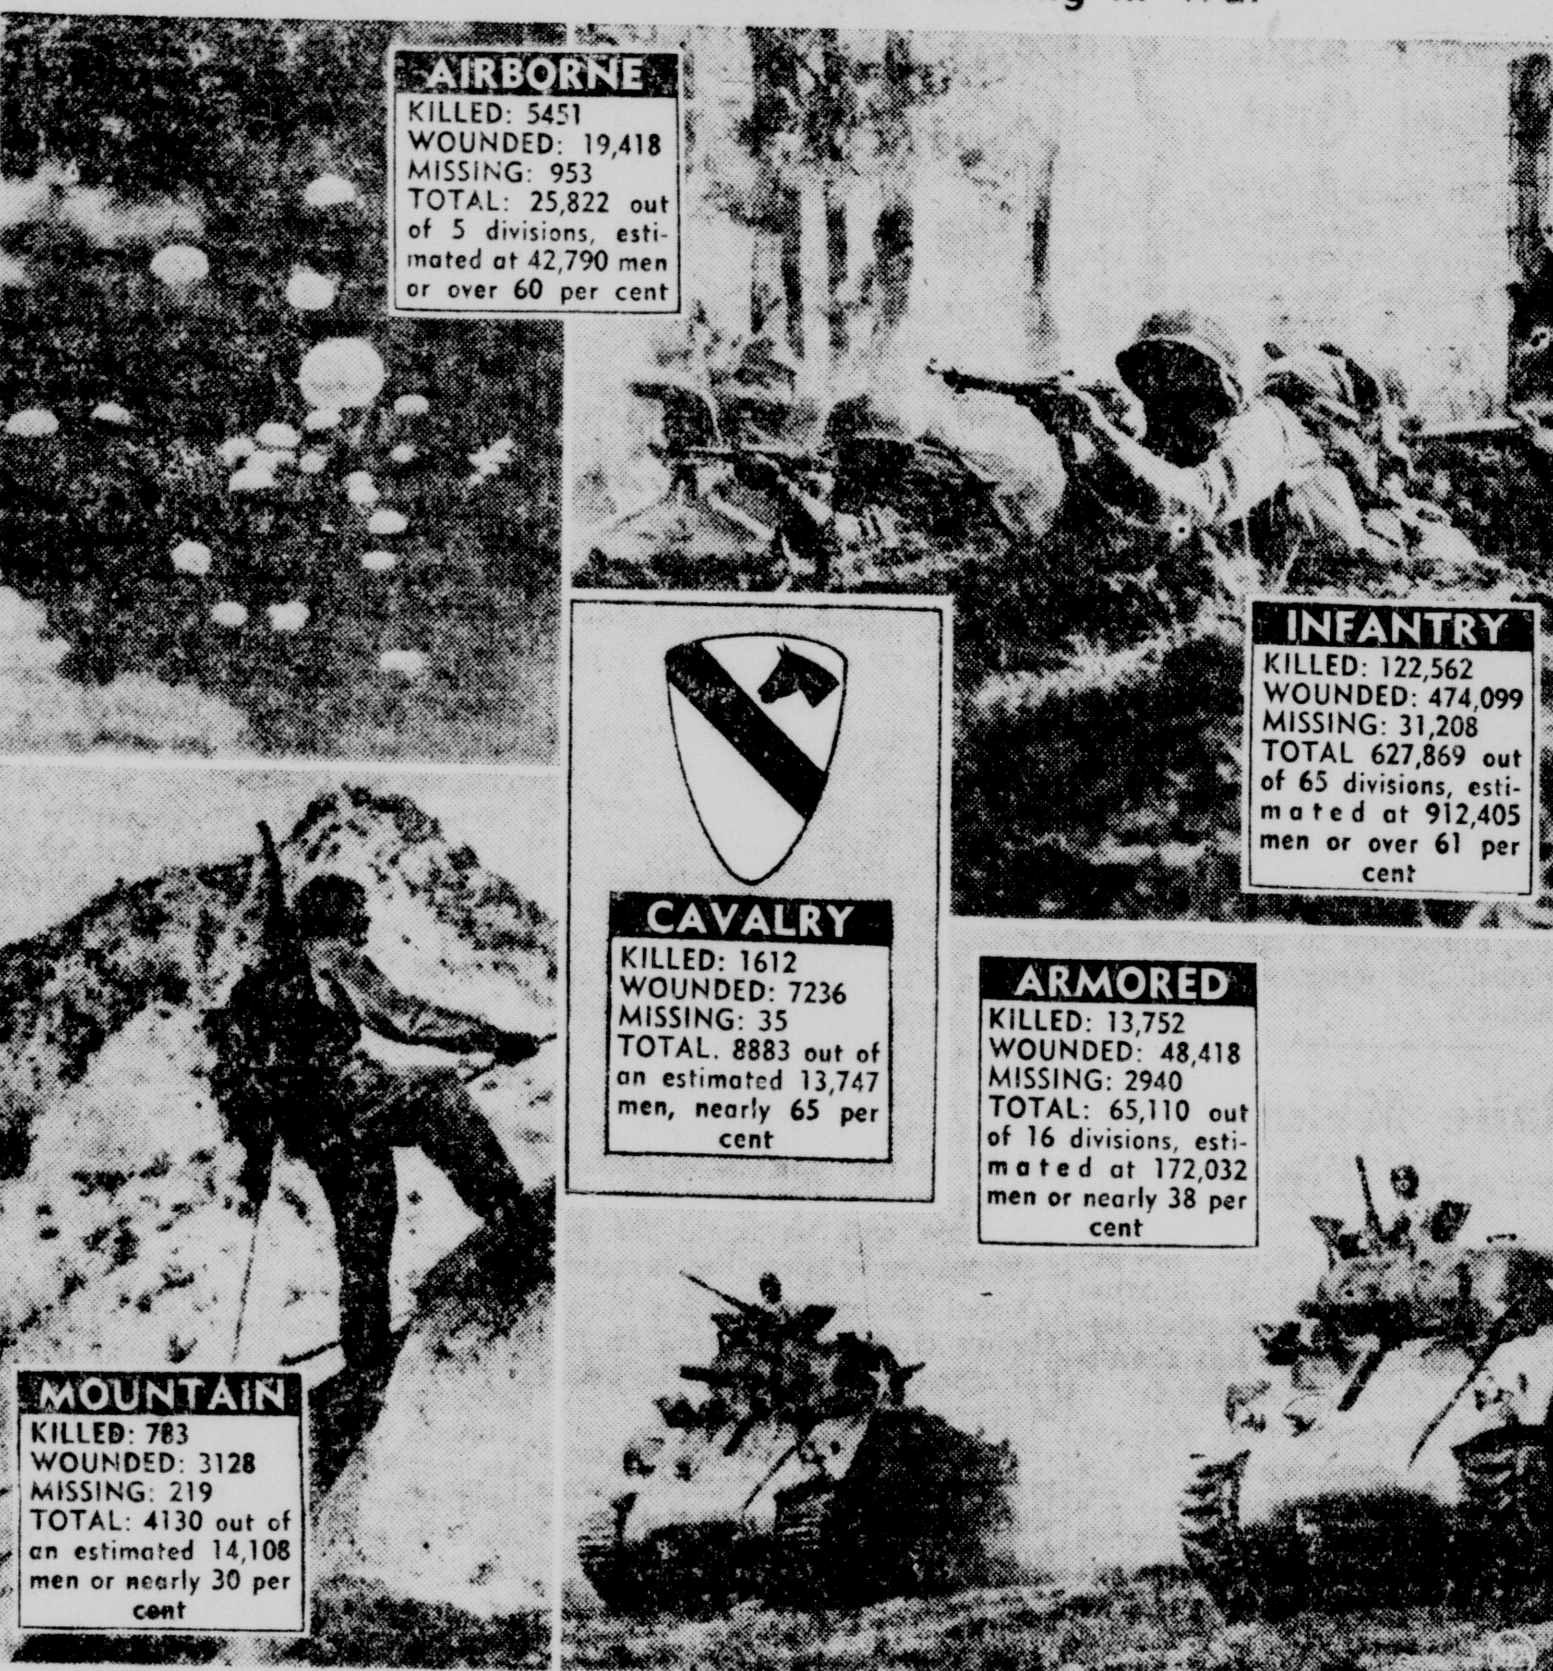 AIRBORNE
KILLED: 5451
WOUNDED: 19,418
MISSING: 953
TOTAL: 25,822 out
of 5 divisions, esti-
mated at 42,790 men
or over 60 per cent
INFANTRY
KILLED: 122,562
WOUNDED: 474,099
MISSING: 31,208
TOTAL 627,869 out
of 65 divisions, esti-
mated at 912,405
men or over 61 per
cent
CAVALRY
KILLED: 1612
WOUNDED: 7236
MISSING: 35
TOTAL. 8883 out of
an estimated 13,747
men, nearly 65 per
cent
ARMORED
KILLED: 13,752
WOUNDED: 48,418
MISSING: 2940
TOTAL: 65,110 out
of 16 divisions, esti-
mated at 172,032
men or nearly 38 per
cent
MOUNTAIN
KILLED: 783
WOUNDED: 3128
MISSING: 219
TOTAL: 4130 out of
an estimated 14,108
men or nearly 30 per
cent